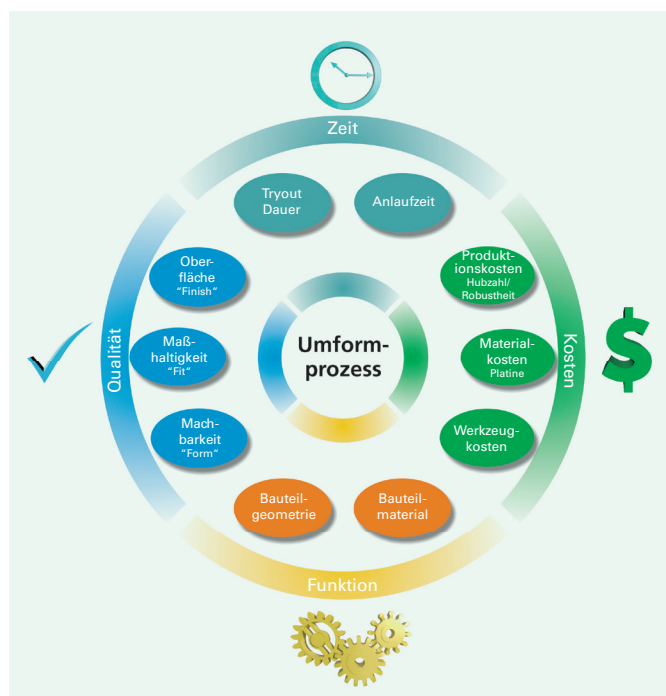 Zeit
Tryout
Dauer
Anlaufzeit
Ober-
fläche
"Finish"
Produkt-
ionskosten
Hubzahl/
Robustheit
Qualität
Maß-
haltigkeit
"Fit"
Umform-
prozess
Material-
kosten
Platine
Kosten
Mach-
barkeit
"Form"
Werkzeug-
kosten
Bauteil-
geometrie
Bauteil-
material
Funktion